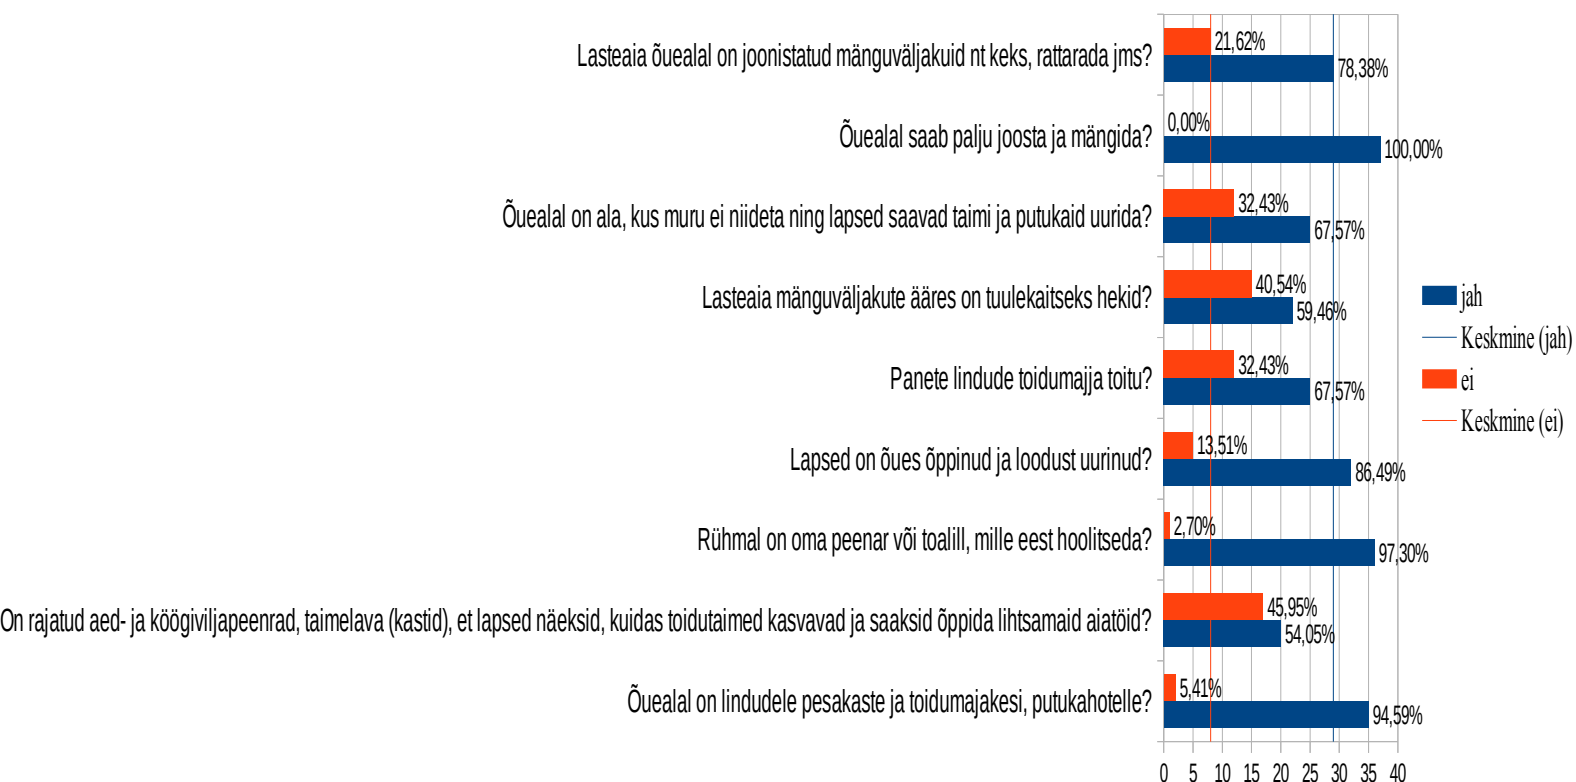 Lasteaia õuealal on joonistatud mänguväljakuid nt keks, rattarada jms?
21,62%
78,38%
Õuealal saab palju joosta ja mängida?
0,00%
100,00%
Õuealal on ala, kus muru ei niideta ning lapsed saavad taimi ja putukaid uurida?
32,43%
67,57%
Lasteaia mänguväljakute ääres on tuulekaitseks hekid?
40,54%
59,46%
Panete lindude toidumajja toitu?
32,43%
67,57%
Lapsed on õues õppinud ja loodust uurinud?
13,51%
86,49%
Rühmal on oma peenar või toalill, mille eest hoolitseda?
2,70%
97,30%
On rajatud aed- ja köögiviljapeenrad, taimelava (kastid), et lapsed näeksid, kuidas toidutaimed kasvavad ja saaksid õppida lihtsamaid aiatöid?
45,95%
54,05%
Õuealal on lindudele pesakaste ja toidumajakesi, putukahotelle?
5,41%
94,59%
0 5 10 15 20 25 30 35 40
jah
Keskmine (jah)
ei
Keskmine (ei)